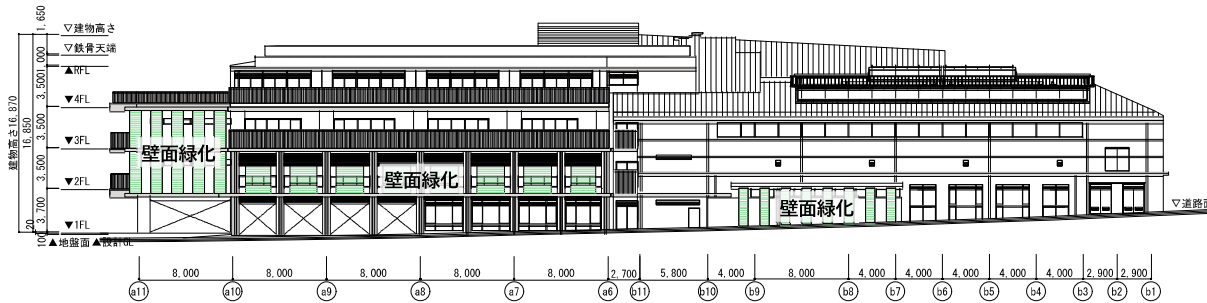 1,650
▽建物高さ
▽鉄骨天端
1,000
▲RFL
3,500
▼4FL
3,500
▼3FL
3,500
▼2FL
3,700
▼1FL
建物高さ16,870
16,850
20
100
▲地盤面 ▲設計GL
壁面緑化
壁面緑化
壁面緑化
▽道路面
8,000 8,000 8,000 8,000 8,000 2,700 5,800 4,000 8,000 4,000 4,000 4,000 4,000 2,900 2,900
a11 a10 a9 a8 a7 a6 b11 b10 b9 b8 b7 b6 b5 b4 b3 b2 b1